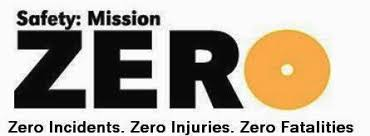 Safety: Mission
ZERO
Zero Incidents. Zero Injuries. Zero Fatalities